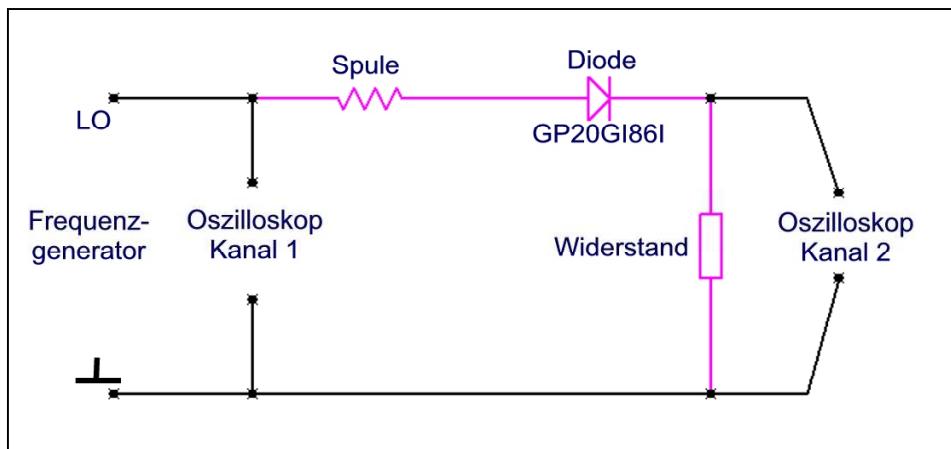 Spule
Diode
LO
GP20GI86I
Frequenz-
generator
Oszilloskop
Kanal 1
Widerstand
Oszilloskop
Kanal 2